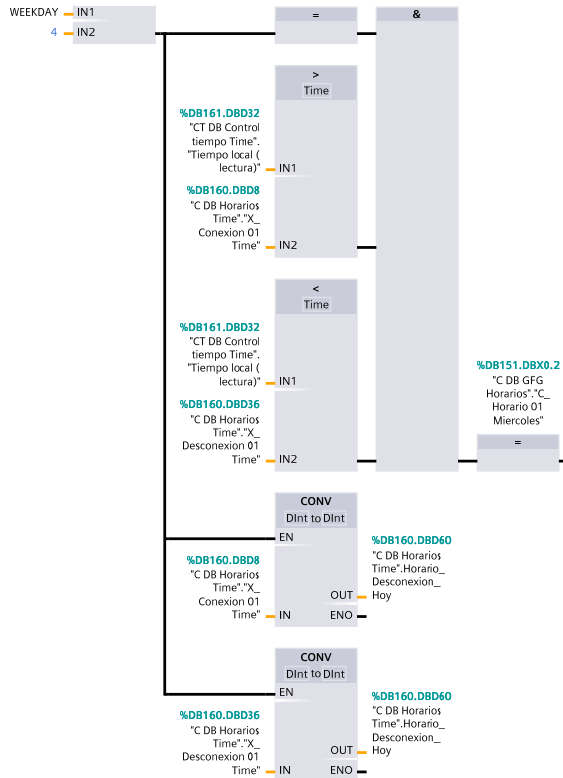 WEEKDAY IN1
4 IN2
=
&
>
Time
%DB161.DBD32
"CT DB Control
tiempo Time".
"Tiempo local (
lectura)" IN1
%DB160.DBD8
"C DB Horarios
Time"."X_
Conexion 01
Time" IN2
<
Time
%DB161.DBD32
"CT DB Control
tiempo Time".
"Tiempo local (
lectura)" IN1
%DB160.DBD36
"C DB Horarios
Time"."X_
Desconexion 01
Time" IN2
%DB151.DBX0.2
"C DB GFG
Horarios"."C_
Horario 01
Miercoles"
=
CONV
DInt to DInt
EN
%DB160.DBD8
"C DB Horarios
Time"."X_
Conexion 01
Time" IN
%DB160.DBD60
"C DB Horarios
Time".Horario_
Desconexion_
OUT Hoy
ENO
CONV
DInt to DInt
EN
%DB160.DBD36
"C DB Horarios
Time"."X_
Desconexion 01
Time" IN
%DB160.DBD60
"C DB Horarios
Time".Horario_
Desconexion_
OUT Hoy
ENO